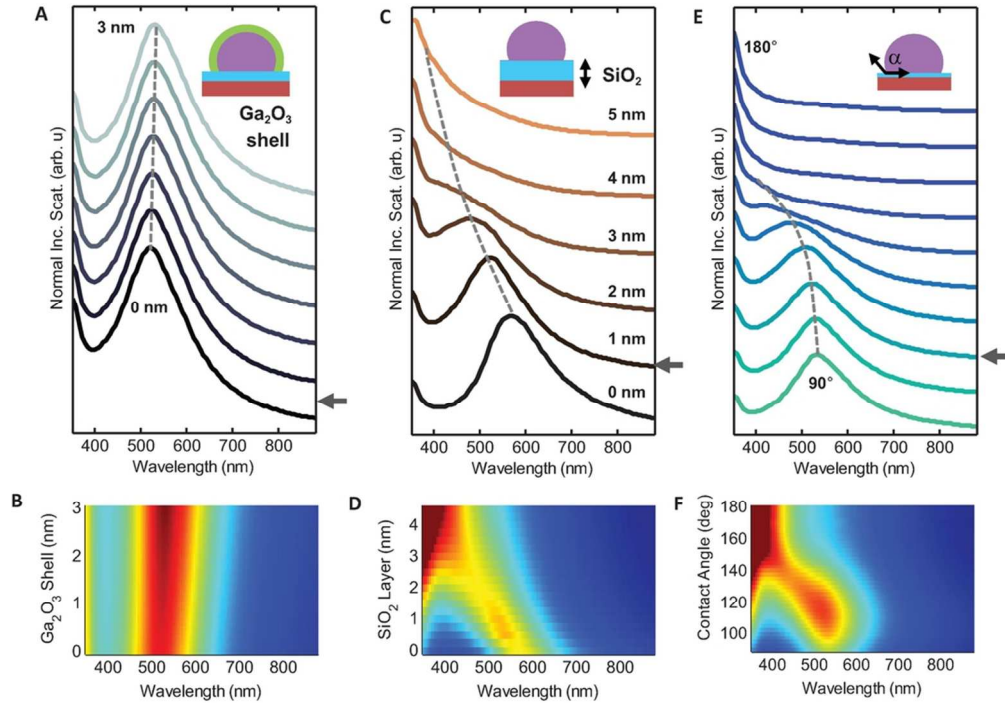 A
3 nm
Ga₂O₃
shell
0 nm
Normal Inc. Scat. (arb. u)
400 500 600 700 800
Wavelength (nm)
C
SiO₂
5 nm
4 nm
3 nm
2 nm
1 nm
0 nm
Normal Inc. Scat. (arb. u)
400 500 600 700 800
Wavelength (nm)
E
180°
α
90°
Normal Inc. Scat. (arb. u)
400 500 600 700 800
Wavelength (nm)
B
Ga₂O₃ Shell (nm)
3
2
1
0
400 500 600 700 800
Wavelength (nm)
D
SiO₂ Layer (nm)
4
3
2
1
0
400 500 600 700 800
Wavelength (nm)
F
Contact Angle (deg)
180
160
140
120
100
400 500 600 700 800
Wavelength (nm)